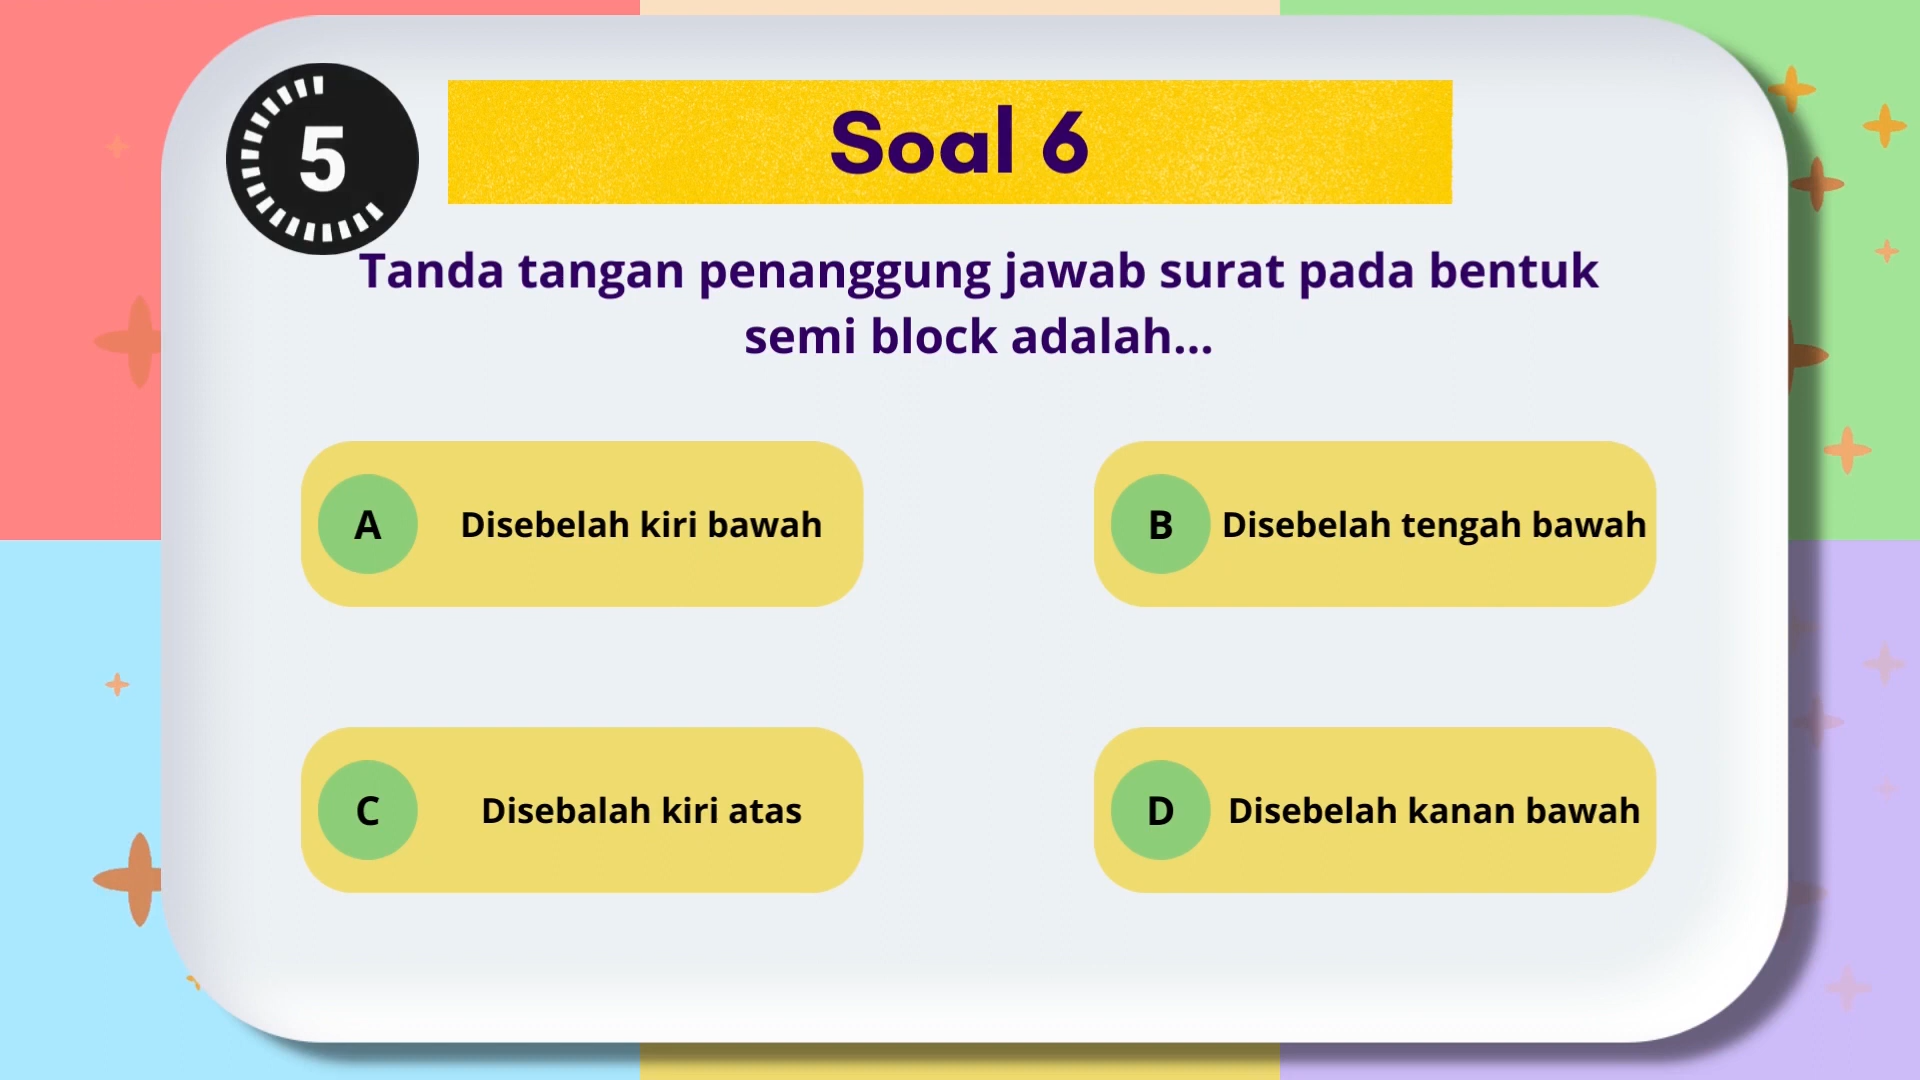 5
Soal 6
Tanda tangan penanggung jawab surat pada bentuk
semi block adalah...
A
Disebelah kiri bawah
B
Disebelah tengah bawah
C
Disebalah kiri atas
D
Disebelah kanan bawah